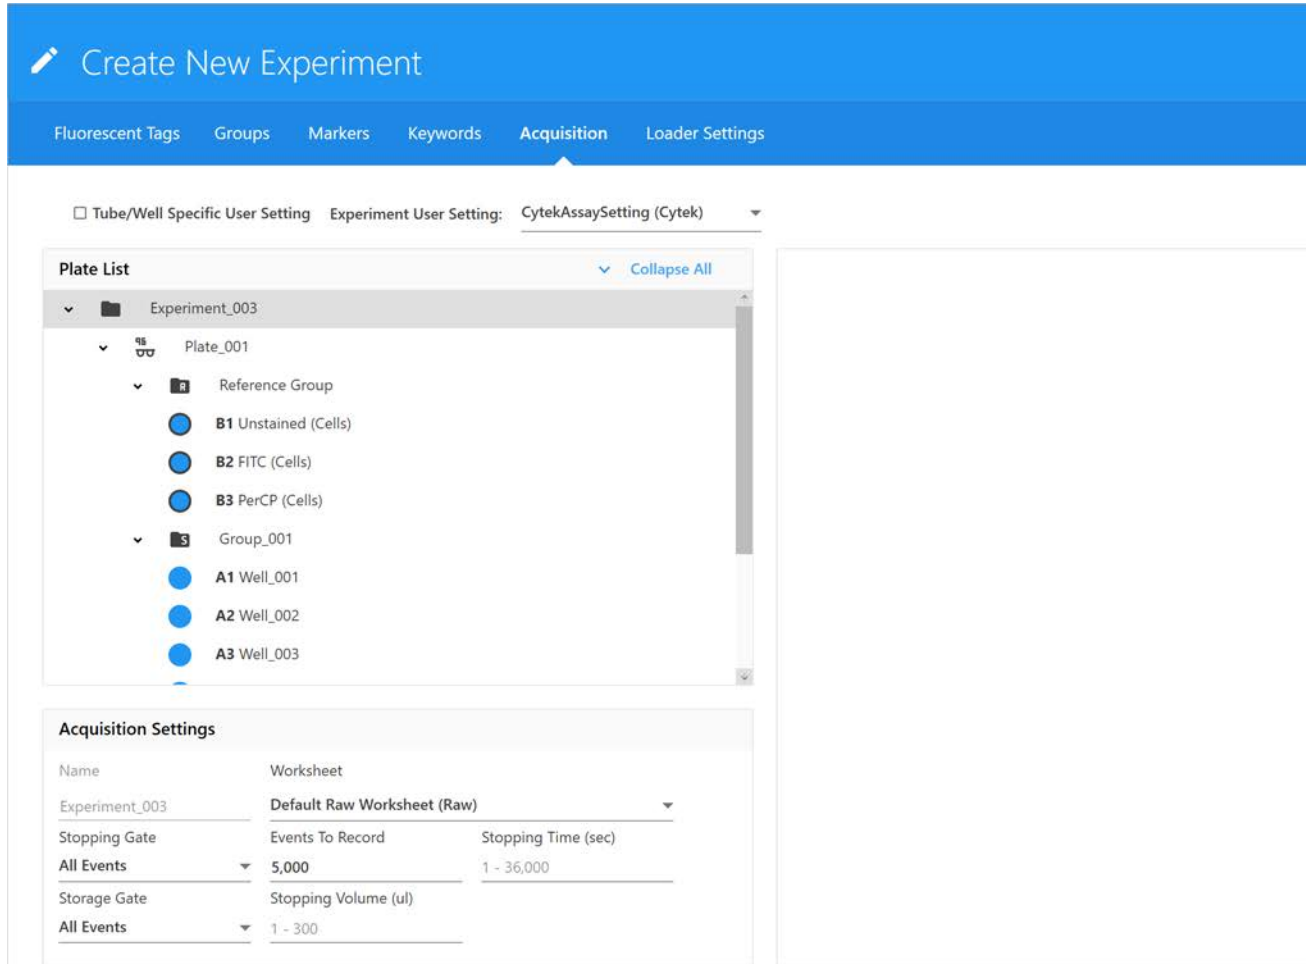 Create New Experiment
Fluorescent Tags Groups Markers Keywords Acquisition Loader Settings
Tube/Well Specific User Setting Experiment User Setting: CytekAssaySetting (Cytek)
Plate List Collapse All
Experiment_003
96 Plate_001
R Reference Group
B1 Unstained (Cells)
B2 FITC (Cells)
B3 PerCP (Cells)
S Group_001
A1 Well_001
A2 Well_002
A3 Well_003
Acquisition Settings
Name Worksheet
Experiment_003 Default Raw Worksheet (Raw)
Stopping Gate Events To Record Stopping Time (sec)
All Events 5,000 1 - 36,000
Storage Gate Stopping Volume (ul)
All Events 1 - 300